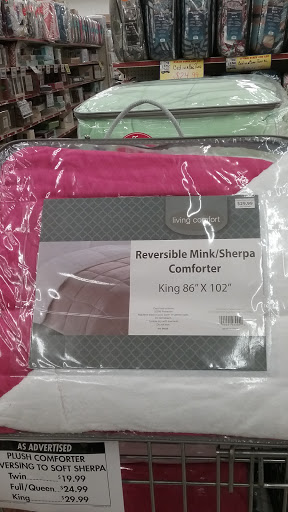 living comfort
Reversible Mink/Sherpa
Comforter
King 86" X 102"
AS ADVERTISED
PLUSH COMFORTER
VERSING TO SOFT SHERPA
Twin $19.99
Full/Queen $24.99
King $29.99